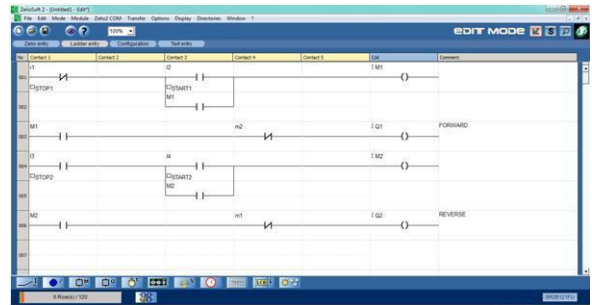 ZelioSoft 2 - [Untitled1 - Edit*]
File Edit Mode Module Zelio2 COM Transfer Options Display Directories Window ?
100%
EDIT MODE
Zelio entry Ladder entry Configuration Text entry
No Contact 1 Contact 2 Contact 3 Contact 4 Contact 5 Coil Comment
001 i1 I2 [ M1
STOP1 START1
002 M1
003 M1 m2 [ Q1 FORWARD
004 I3 I4 [ M2
STOP2 START2
005 M2
006 M2 m1 [ Q2 REVERSE
007
6 Row(s) / 120
SR2B121FU